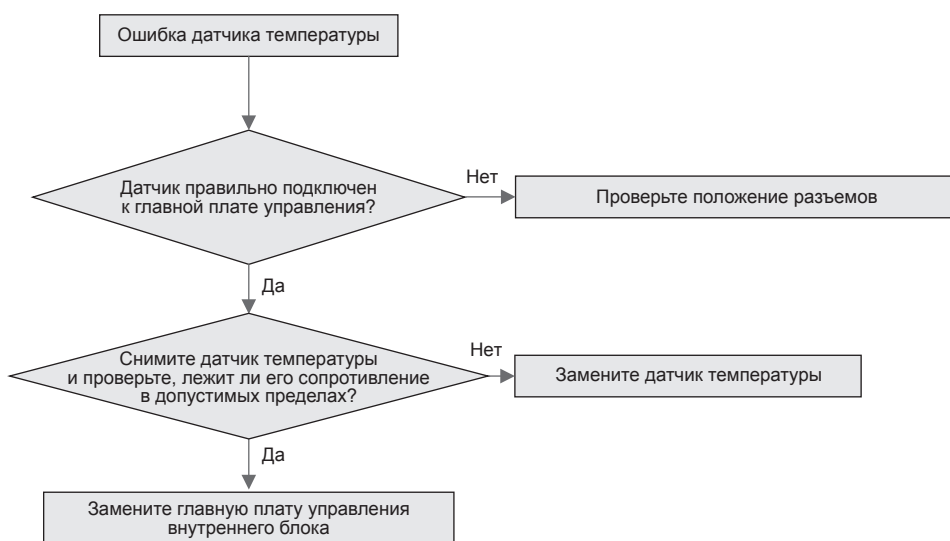 Ошибка датчика температуры
Датчик правильно подключен
к главной плате управления?
Нет
Проверьте положение разъемов
Да
Снимите датчик температуры
и проверьте, лежит ли его сопротивление
в допустимых пределах?
Нет
Замените датчик температуры
Да
Замените главную плату управления
внутреннего блока